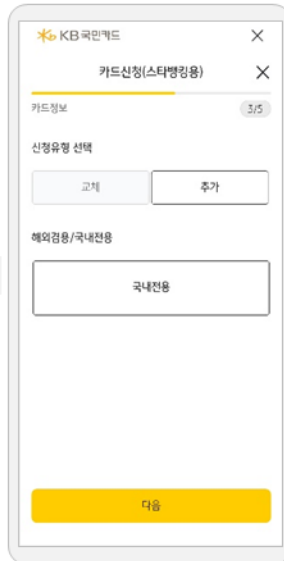 KB국민카드
카드신청(스타뱅킹용)
카드정보 3/5
신청유형 선택
교체 추가
해외겸용/국내전용
국내전용
다음